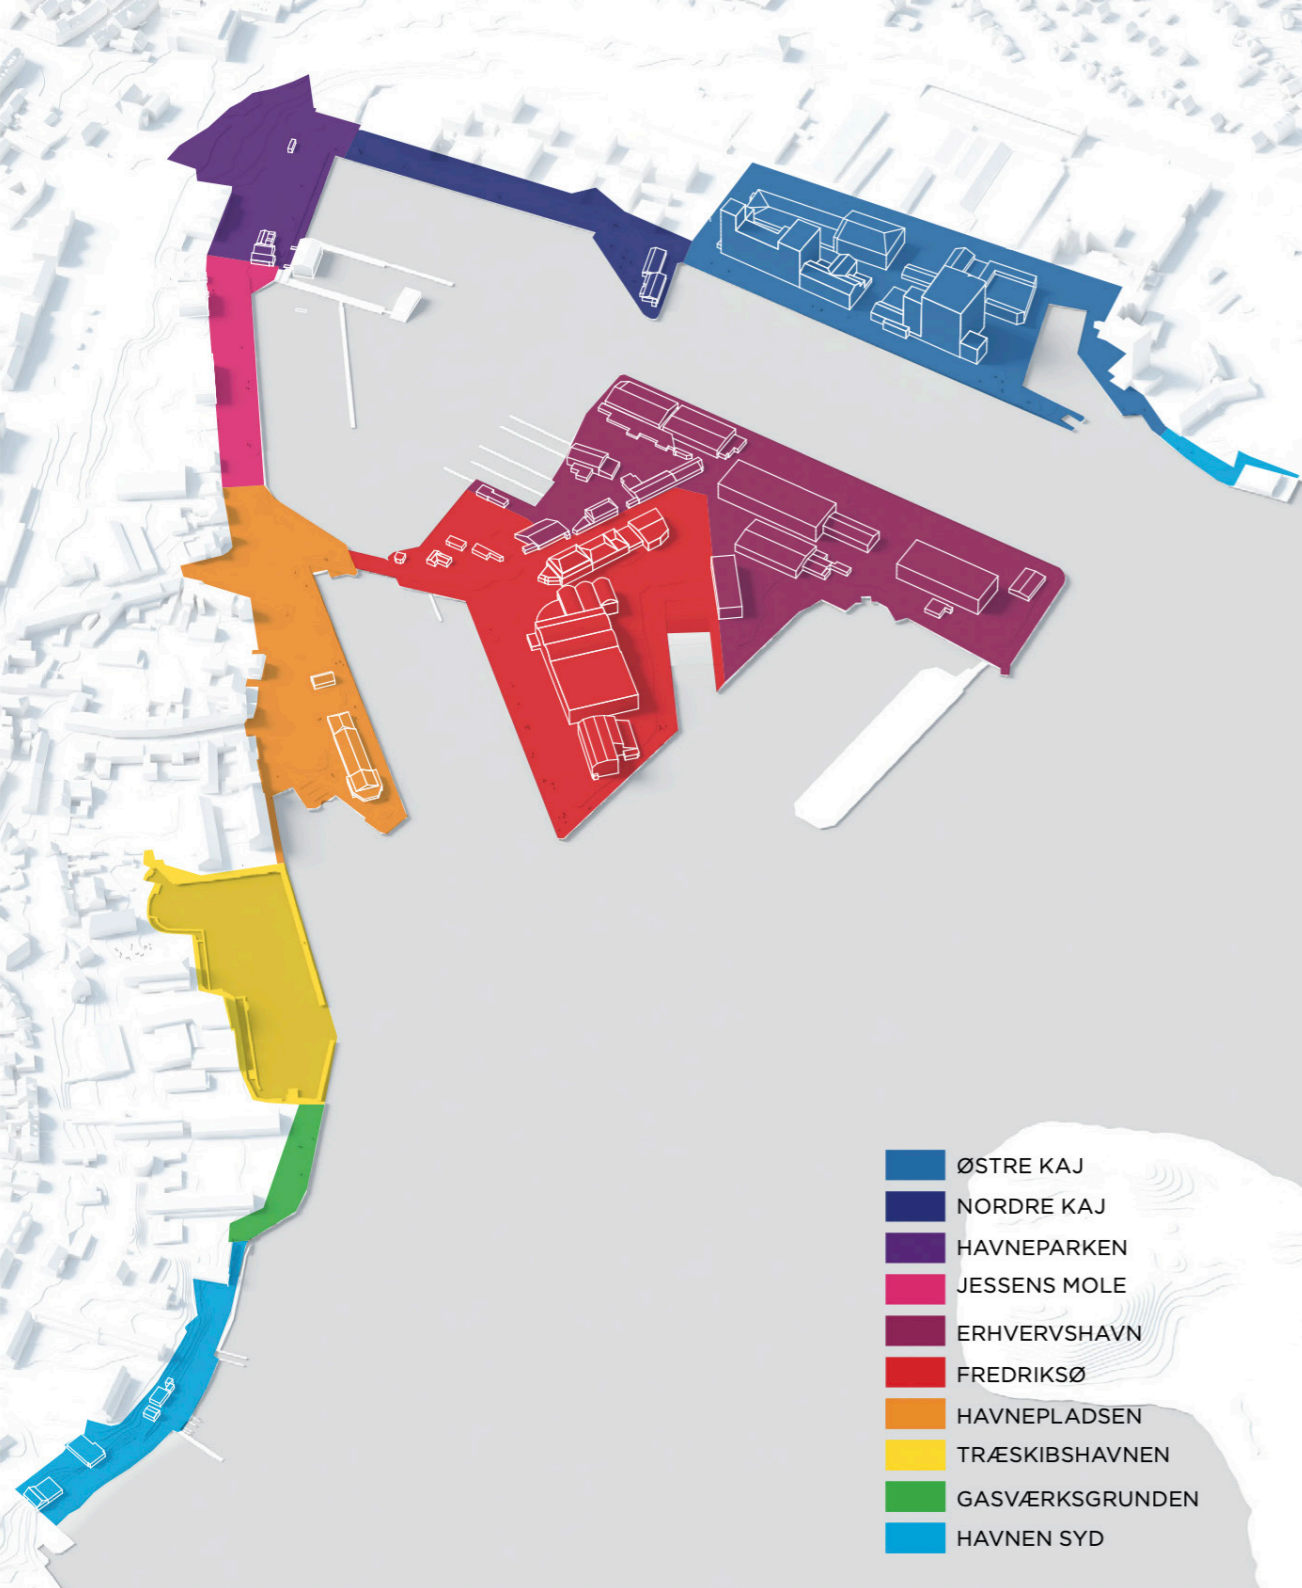 ØSTRE KAJ
NORDRE KAJ
HAVNEPARKEN
JESSENS MOLE
ERHVERVSHAVN
FREDRIKSØ
HAVNEPLADSEN
TRÆSKIBSHAVNEN
GASVÆRKSGRUNDEN
HAVNEN SYD